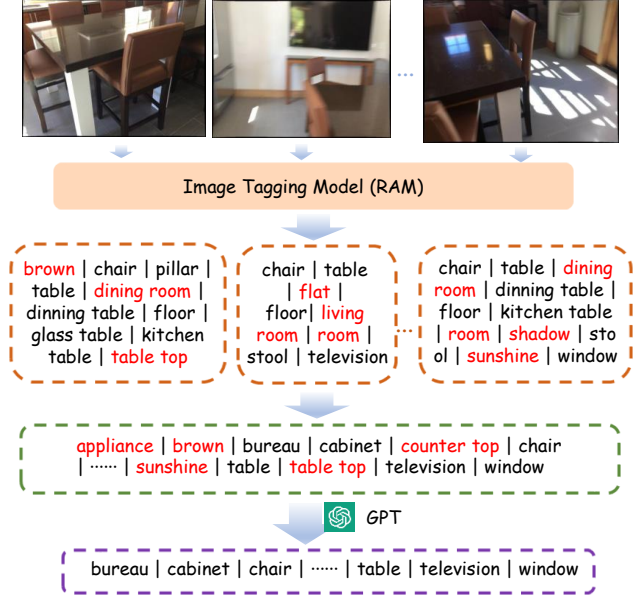 ...
Image Tagging Model (RAM)
brown | chair | pillar |
table | dining room |
dinning table | floor |
glass table | kitchen
table | table top
chair | table
| flat |
floor| living
room | room |
stool | television
...
chair | table | dining
room | dinning table |
floor | kitchen table
| room | shadow | sto
ol | sunshine | window
appliance | brown | bureau | cabinet | counter top | chair
| ...... | sunshine | table | table top | television | window
GPT
bureau | cabinet | chair | ...... | table | television | window